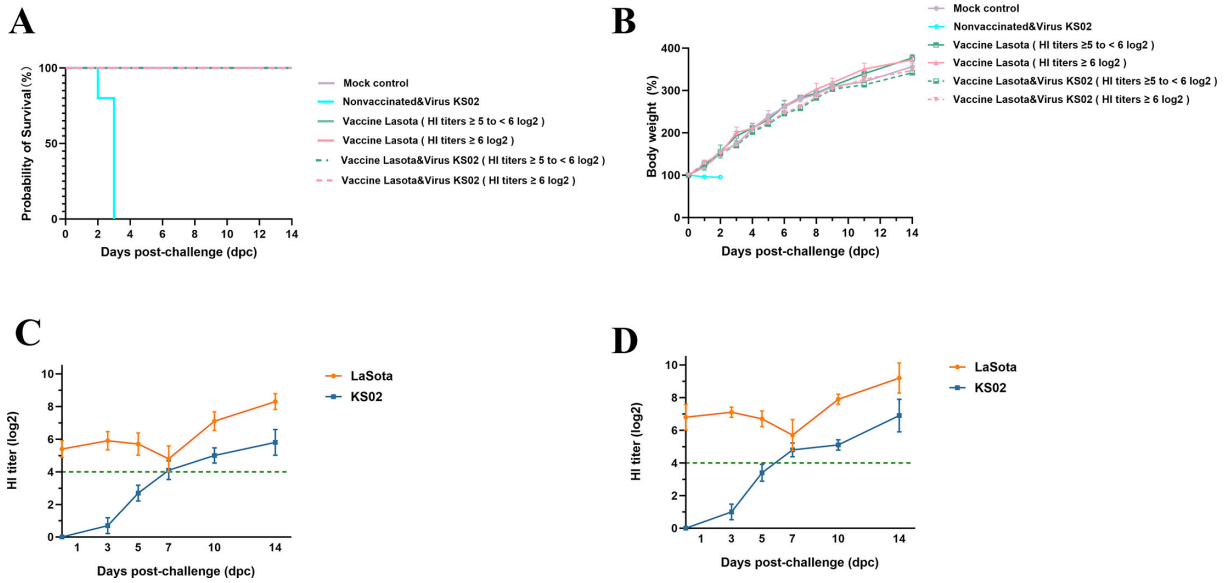 A
Probability of Survival(%)
100
50
0
0 2 4 6 8 10 12 14
Days post-challenge (dpc)
Mock control
Nonvaccinated&Virus KS02
Vaccine Lasota ( HI titers ≥ 5 to < 6 log2 )
Vaccine Lasota ( HI titers ≥ 6 log2 )
Vaccine Lasota&Virus KS02 ( HI titers ≥ 5 to < 6 log2 )
Vaccine Lasota&Virus KS02 ( HI titers ≥ 6 log2 )
B
Body weight (%)
400
300
200
100
0
0 2 4 6 8 10 12 14
Days post-challenge (dpc)
Mock control
Nonvaccinated&Virus KS02
Vaccine Lasota ( HI titers ≥5 to < 6 log2 )
Vaccine Lasota ( HI titers ≥ 6 log2 )
Vaccine Lasota&Virus KS02 ( HI titers ≥5 to < 6 log2 )
Vaccine Lasota&Virus KS02 ( HI titers ≥ 6 log2 )
C
HI titer (log2)
10
8
6
4
2
0
1 3 5 7 10 14
Days post-challenge (dpc)
LaSota
KS02
D
HI titer (log2)
10
8
6
4
2
0
1 3 5 7 10 14
Days post-challenge (dpc)
LaSota
KS02